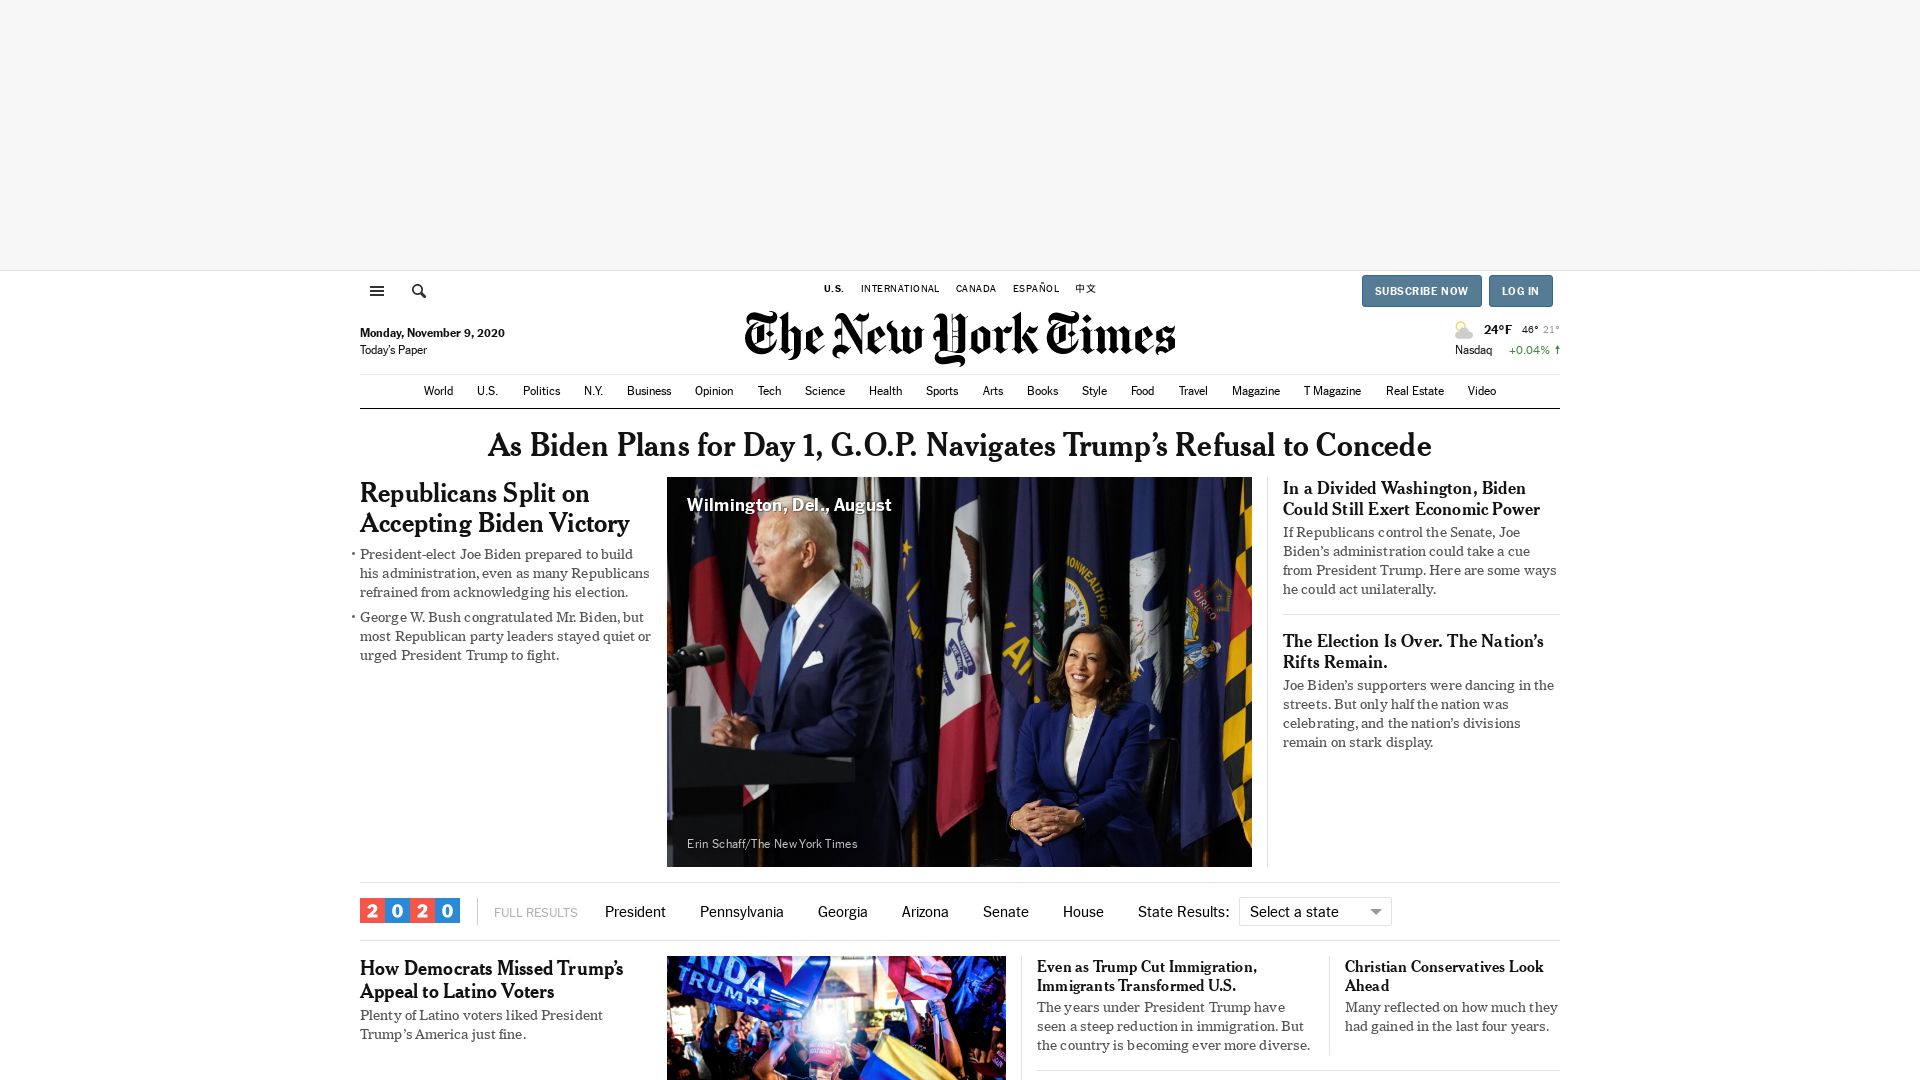 U.S. INTERNATIONAL CANADA ESPAÑOL 中文
SUBSCRIBE NOW LOG IN
Monday, November 9, 2020
Today's Paper
The New York Times
24°F 46° 21°
Nasdaq +0.04% ↑
World U.S. Politics N.Y. Business Opinion Tech Science Health Sports Arts Books Style Food Travel Magazine T Magazine Real Estate Video
As Biden Plans for Day 1, G.O.P. Navigates Trump’s Refusal to Concede
Republicans Split on
Accepting Biden Victory
• President-elect Joe Biden prepared to build
his administration, even as many Republicans
refrained from acknowledging his election.
• George W. Bush congratulated Mr. Biden, but
most Republican party leaders stayed quiet or
urged President Trump to fight.
Wilmington, Del., August
Erin Schaff/The New York Times
In a Divided Washington, Biden
Could Still Exert Economic Power
If Republicans control the Senate, Joe
Biden’s administration could take a cue
from President Trump. Here are some ways
he could act unilaterally.
The Election Is Over. The Nation’s
Rifts Remain.
Joe Biden’s supporters were dancing in the
streets. But only half the nation was
celebrating, and the nation’s divisions
remain on stark display.
2020 FULL RESULTS President Pennsylvania Georgia Arizona Senate House State Results: Select a state
How Democrats Missed Trump’s
Appeal to Latino Voters
Plenty of Latino voters liked President
Trump’s America just fine.
TRUMP
Even as Trump Cut Immigration,
Immigrants Transformed U.S.
The years under President Trump have
seen a steep reduction in immigration. But
the country is becoming ever more diverse.
Christian Conservatives Look
Ahead
Many reflected on how much they
had gained in the last four years.